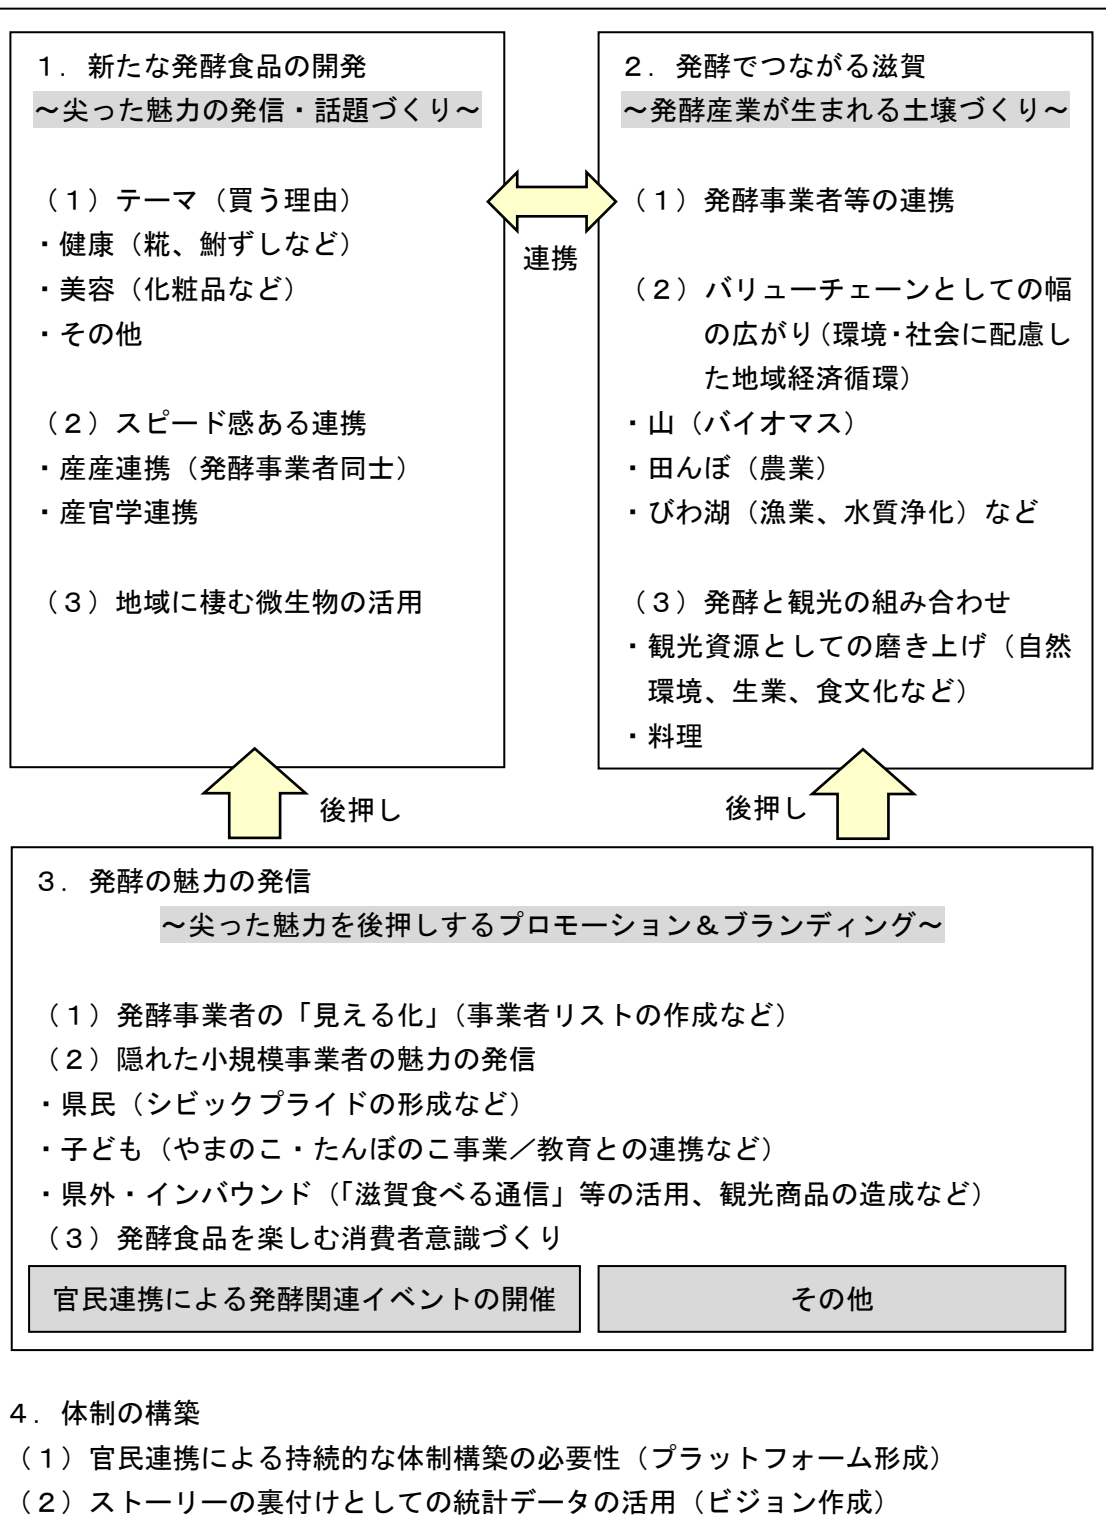 １．新たな発酵食品の開発
～尖った魅力の発信・話題づくり～
（１）テーマ（買う理由）
・健康（糀、鮒ずしなど）
・美容（化粧品など）
・その他
（２）スピード感ある連携
・産産連携（発酵事業者同士）
・産官学連携
（３）地域に棲む微生物の活用
連携
２．発酵でつながる滋賀
～発酵産業が生まれる土壌づくり～
（１）発酵事業者等の連携
（２）バリューチェーンとしての幅
の広がり（環境・社会に配慮し
た地域経済循環）
・山（バイオマス）
・田んぼ（農業）
・びわ湖（漁業、水質浄化）など
（３）発酵と観光の組み合わせ
・観光資源としての磨き上げ（自然
環境、生業、食文化など）
・料理
後押し
後押し
３．発酵の魅力の発信
～尖った魅力を後押しするプロモーション＆ブランディング～
（１）発酵事業者の「見える化」（事業者リストの作成など）
（２）隠れた小規模事業者の魅力の発信
・県民（シビックプライドの形成など）
・子ども（やまのこ・たんぼのこ事業／教育との連携など）
・県外・インバウンド（「滋賀食べる通信」等の活用、観光商品の造成など）
（３）発酵食品を楽しむ消費者意識づくり
官民連携による発酵関連イベントの開催
その他
４．体制の構築
（１）官民連携による持続的な体制構築の必要性（プラットフォーム形成）
（２）ストーリーの裏付けとしての統計データの活用（ビジョン作成）